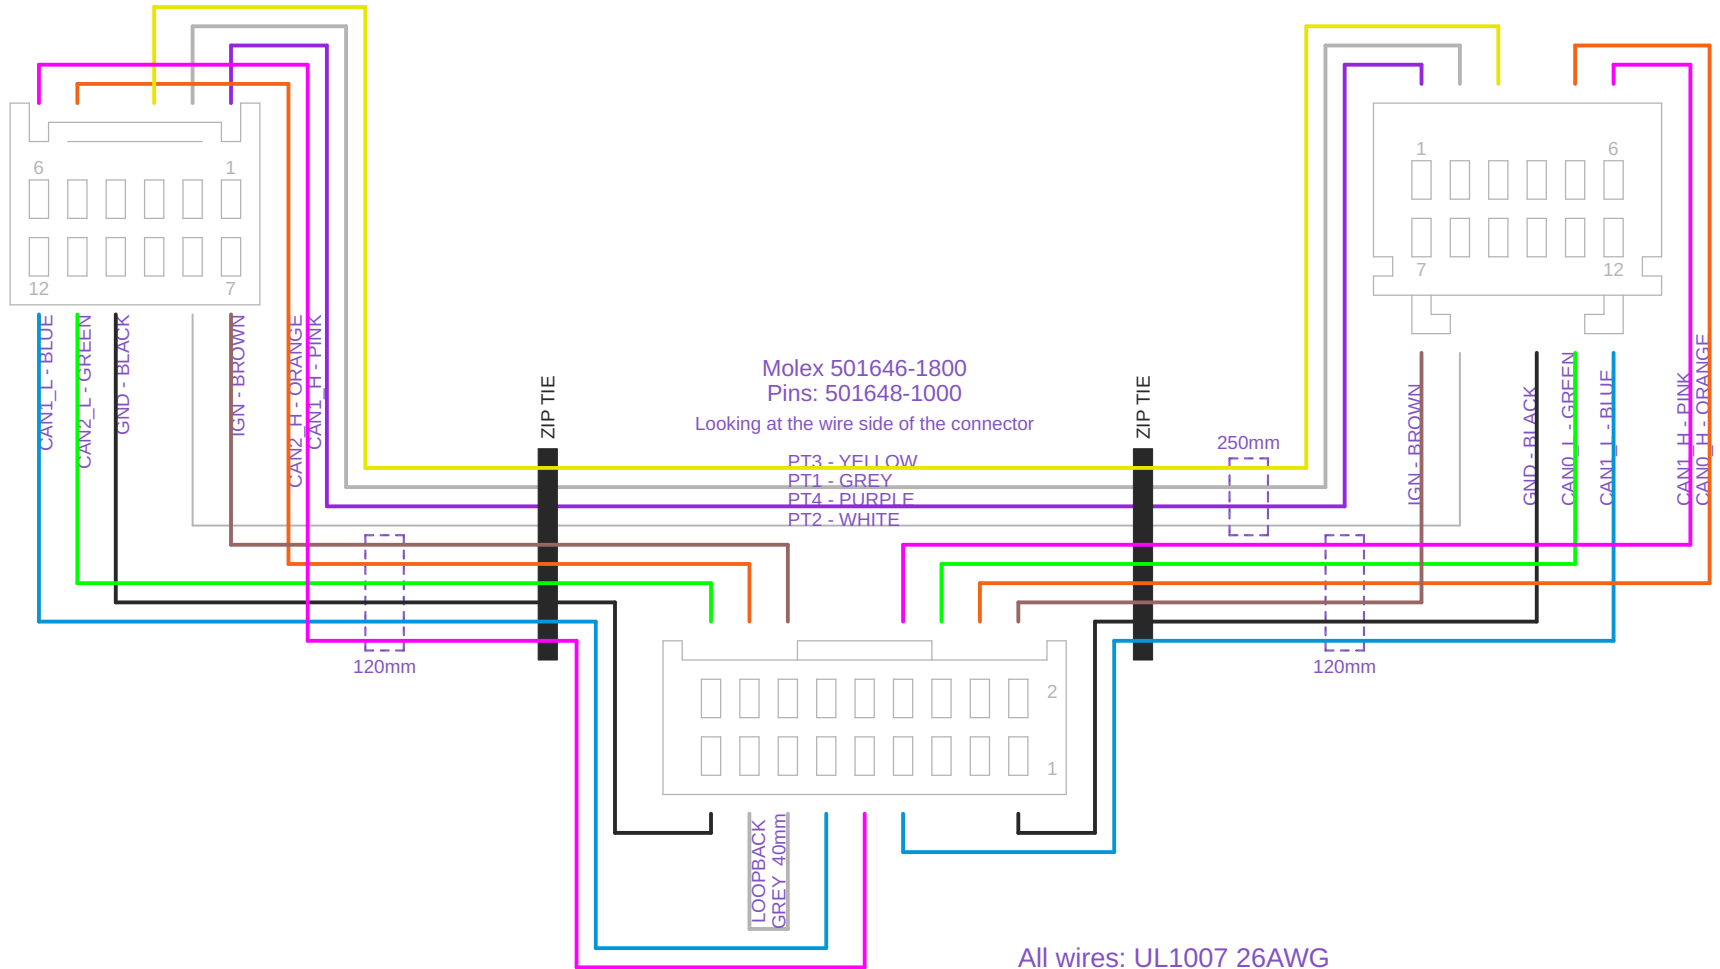 6
1
12
7
CAN1_L - BLUE
CAN2_L - GREEN
GND - BLACK
IGN - BROWN
CAN2_H - ORANGE
CAN1_H - PINK
ZIP TIE
Molex 501646-1800
Pins: 501648-1000
Looking at the wire side of the connector
PT3 - YELLOW
PT1 - GREY
PT4 - PURPLE
PT2 - WHITE
ZIP TIE
250mm
1
6
7
12
IGN - BROWN
GND - BLACK
CAN0_L - GREEN
CAN1_L - BLUE
CAN1_H - PINK
CAN0_H - ORANGE
120mm
120mm
2
1
LOOPBACK
GREY 40mm
All wires: UL1007 26AWG